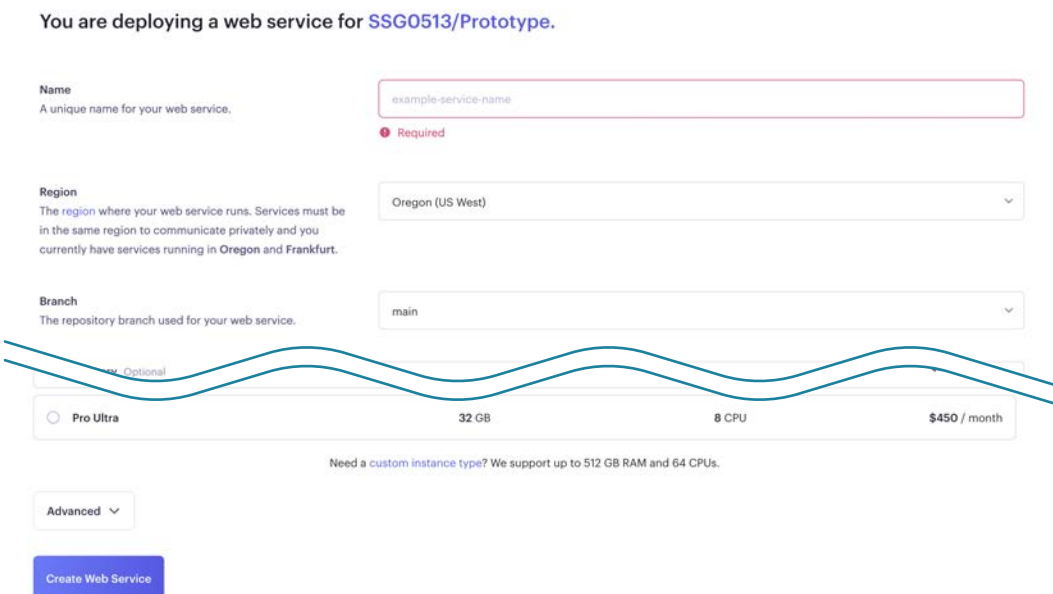 You are deploying a web service for SSG0513/Prototype.
Name
A unique name for your web service.
example-service-name
Required
Region
The region where your web service runs. Services must be
in the same region to communicate privately and you
currently have services running in Oregon and Frankfurt.
Oregon (US West)
Branch
The repository branch used for your web service.
main
Optional
Pro Ultra 32 GB 8 CPU $450 / month
Need a custom instance type? We support up to 512 GB RAM and 64 CPUs.
Advanced
Create Web Service